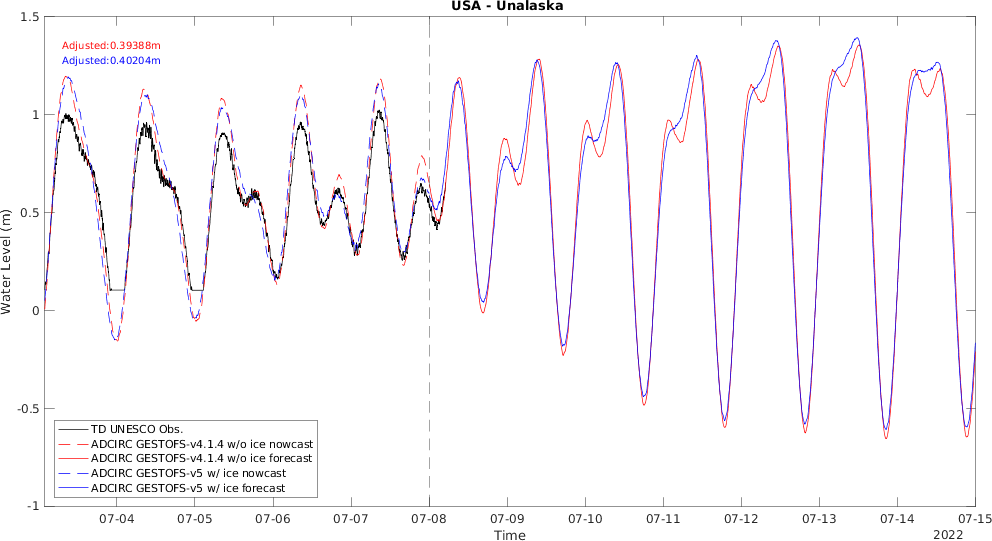 USA - Unalaska
1.5
Adjusted:0.39388m
Adjusted:0.40204m
1
0.5
0
-0.5
-1
Water Level (m)
TD UNESCO Obs.
ADCIRC GESTOFS-v4.1.4 w/o ice nowcast
ADCIRC GESTOFS-v4.1.4 w/o ice forecast
ADCIRC GESTOFS-v5 w/ ice nowcast
ADCIRC GESTOFS-v5 w/ ice forecast
07-04 07-05 07-06 07-07 07-08 07-09 07-10 07-11 07-12 07-13 07-14 07-15
Time
2022